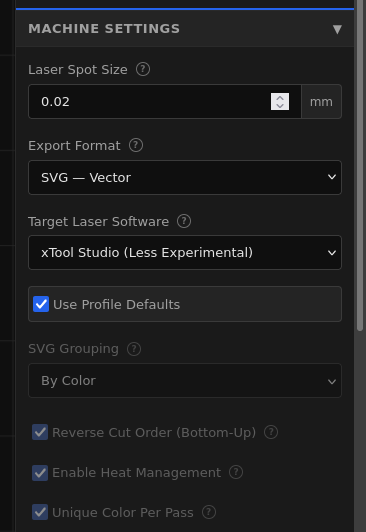 MACHINE SETTINGS ▼
Laser Spot Size ?
0.02 mm
Export Format ?
SVG — Vector
Target Laser Software ?
xTool Studio (Less Experimental)
Use Profile Defaults
SVG Grouping ?
By Color
Reverse Cut Order (Bottom-Up) ?
Enable Heat Management ?
Unique Color Per Pass ?